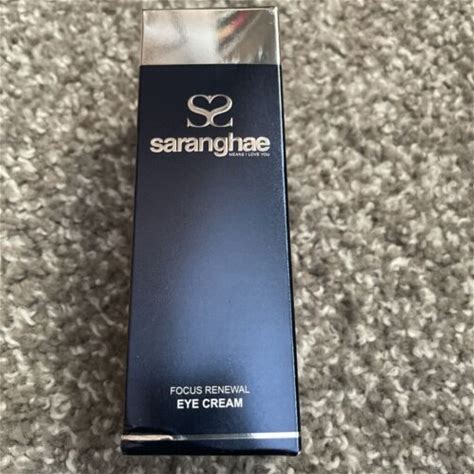 saranghae
MEANS I LOVE YOU
FOCUS RENEWAL
EYE CREAM